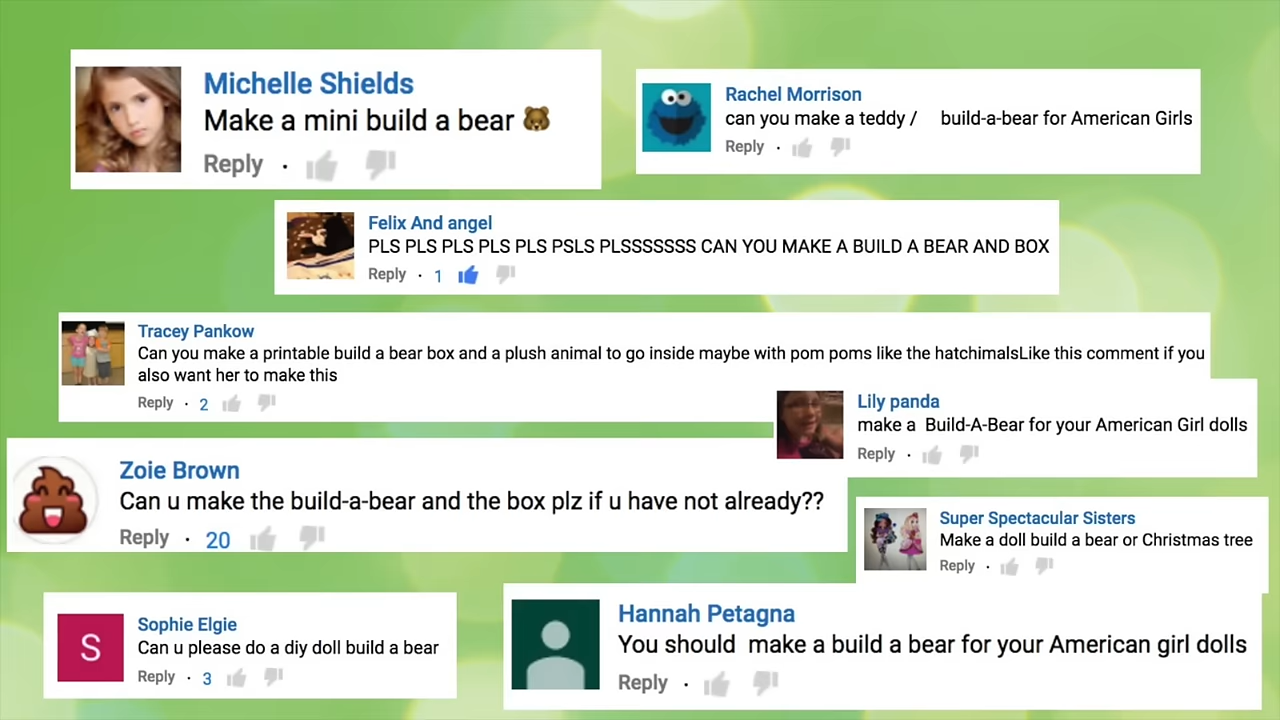 Michelle Shields
Make a mini build a bear 🐻
Reply ·
Rachel Morrison
can you make a teddy / build-a-bear for American Girls
Reply ·
Felix And angel
PLS PLS PLS PLS PLS PSLS PLSSSSSSS CAN YOU MAKE A BUILD A BEAR AND BOX
Reply · 1
Tracey Pankow
Can you make a printable build a bear box and a plush animal to go inside maybe with pom poms like the hatchimalsLike this comment if you
also want her to make this
Reply · 2
Lily panda
make a Build-A-Bear for your American Girl dolls
Reply ·
Zoie Brown
Can u make the build-a-bear and the box plz if u have not already??
Reply · 20
Super Spectacular Sisters
Make a doll build a bear or Christmas tree
Reply ·
S
Sophie Elgie
Can u please do a diy doll build a bear
Reply · 3
Hannah Petagna
You should make a build a bear for your American girl dolls
Reply ·